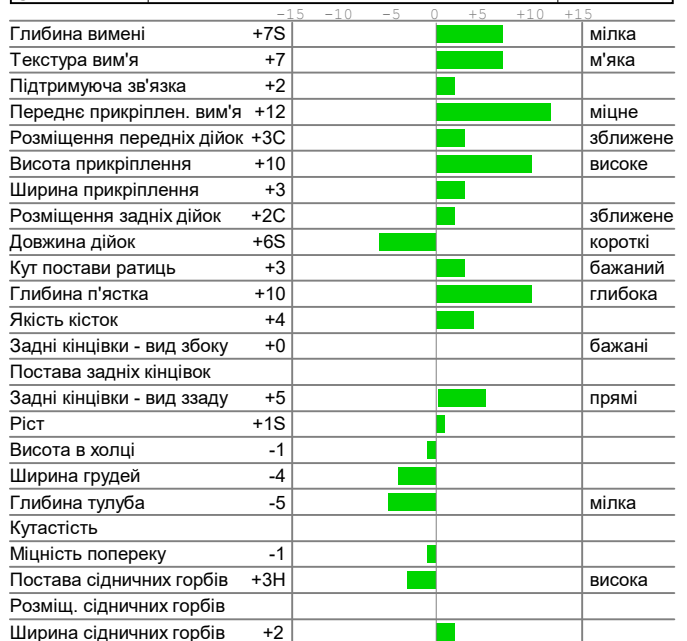 -15 -10 -5 0 +5 +10 +15
Глибина вимені +7S мілка
Текстура вим'я +7 м'яка
Підтримуюча зв'язка +2
Переднє прикріплен. вим'я +12 міцне
Розміщення передніх дійок +3C зближене
Висота прикріплення +10 високе
Ширина прикріплення +3
Розміщення задніх дійок +2C зближене
Довжина дійок +6S короткі
Кут постави ратиць +3 бажаний
Глибина п'ястка +10 глибока
Якість кісток +4
Задні кінцівки - вид збоку +0 бажані
Постава задніх кінцівок
Задні кінцівки - вид ззаду +5 прямі
Ріст +1S
Висота в холці -1
Ширина грудей -4
Глибина тулуба -5 мілка
Кутастість
Міцність попереку -1
Постава сідничних горбів +3H висока
Розміщ. сідничних горбів
Ширина сідничних горбів +2